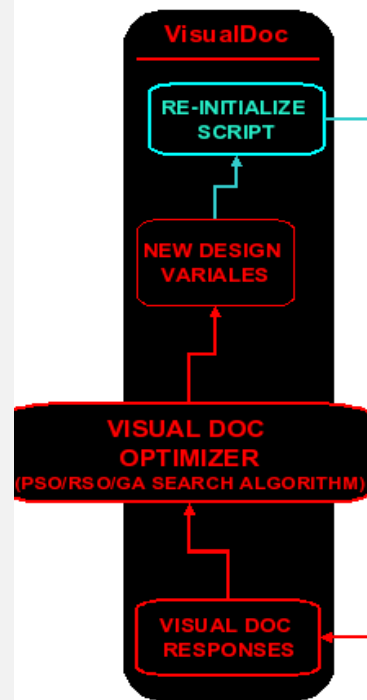 VisualDoc
RE-INITIALIZE
SCRIPT
NEW DESIGN
VARIALES
VISUAL DOC
OPTIMIZER
(PSO/RSO/GA SEARCH ALGORITHM)
VISUAL DOC
RESPONSES